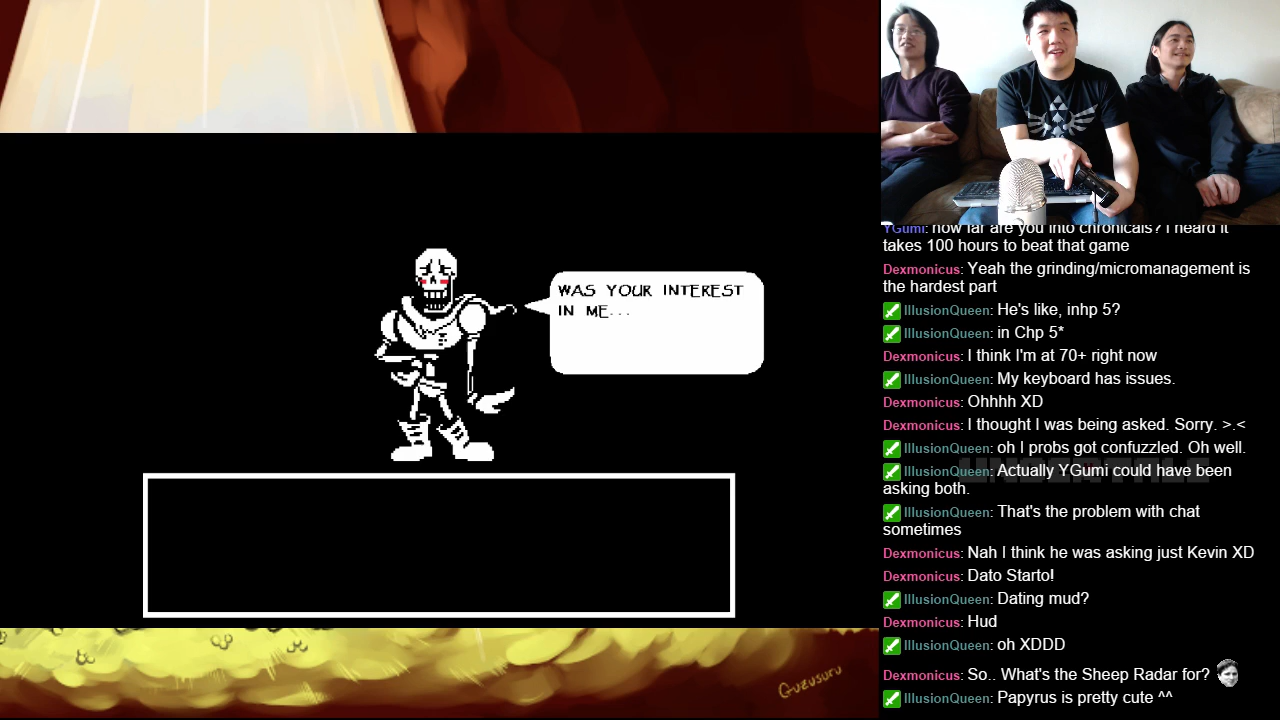 WAS YOUR INTEREST
IN ME...
Guzusuru
YGumi: how far are you into chronicals? I heard it
takes 100 hours to beat that game
Dexmonicus: Yeah the grinding/micromanagement is
the hardest part
IllusionQueen: He's like, inhp 5?
IllusionQueen: in Chp 5*
Dexmonicus: I think I'm at 70+ right now
IllusionQueen: My keyboard has issues.
Dexmonicus: Ohhhh XD
Dexmonicus: I thought I was being asked. Sorry. >.<
IllusionQueen: oh I probs got confuzzled. Oh well.
IllusionQueen: Actually YGumi could have been
asking both.
UNDERTALE
IllusionQueen: That's the problem with chat
sometimes
Dexmonicus: Nah I think he was asking just Kevin XD
Dexmonicus: Dato Starto!
IllusionQueen: Dating mud?
Dexmonicus: Hud
IllusionQueen: oh XDDD
Dexmonicus: So.. What's the Sheep Radar for?
IllusionQueen: Papyrus is pretty cute ^^